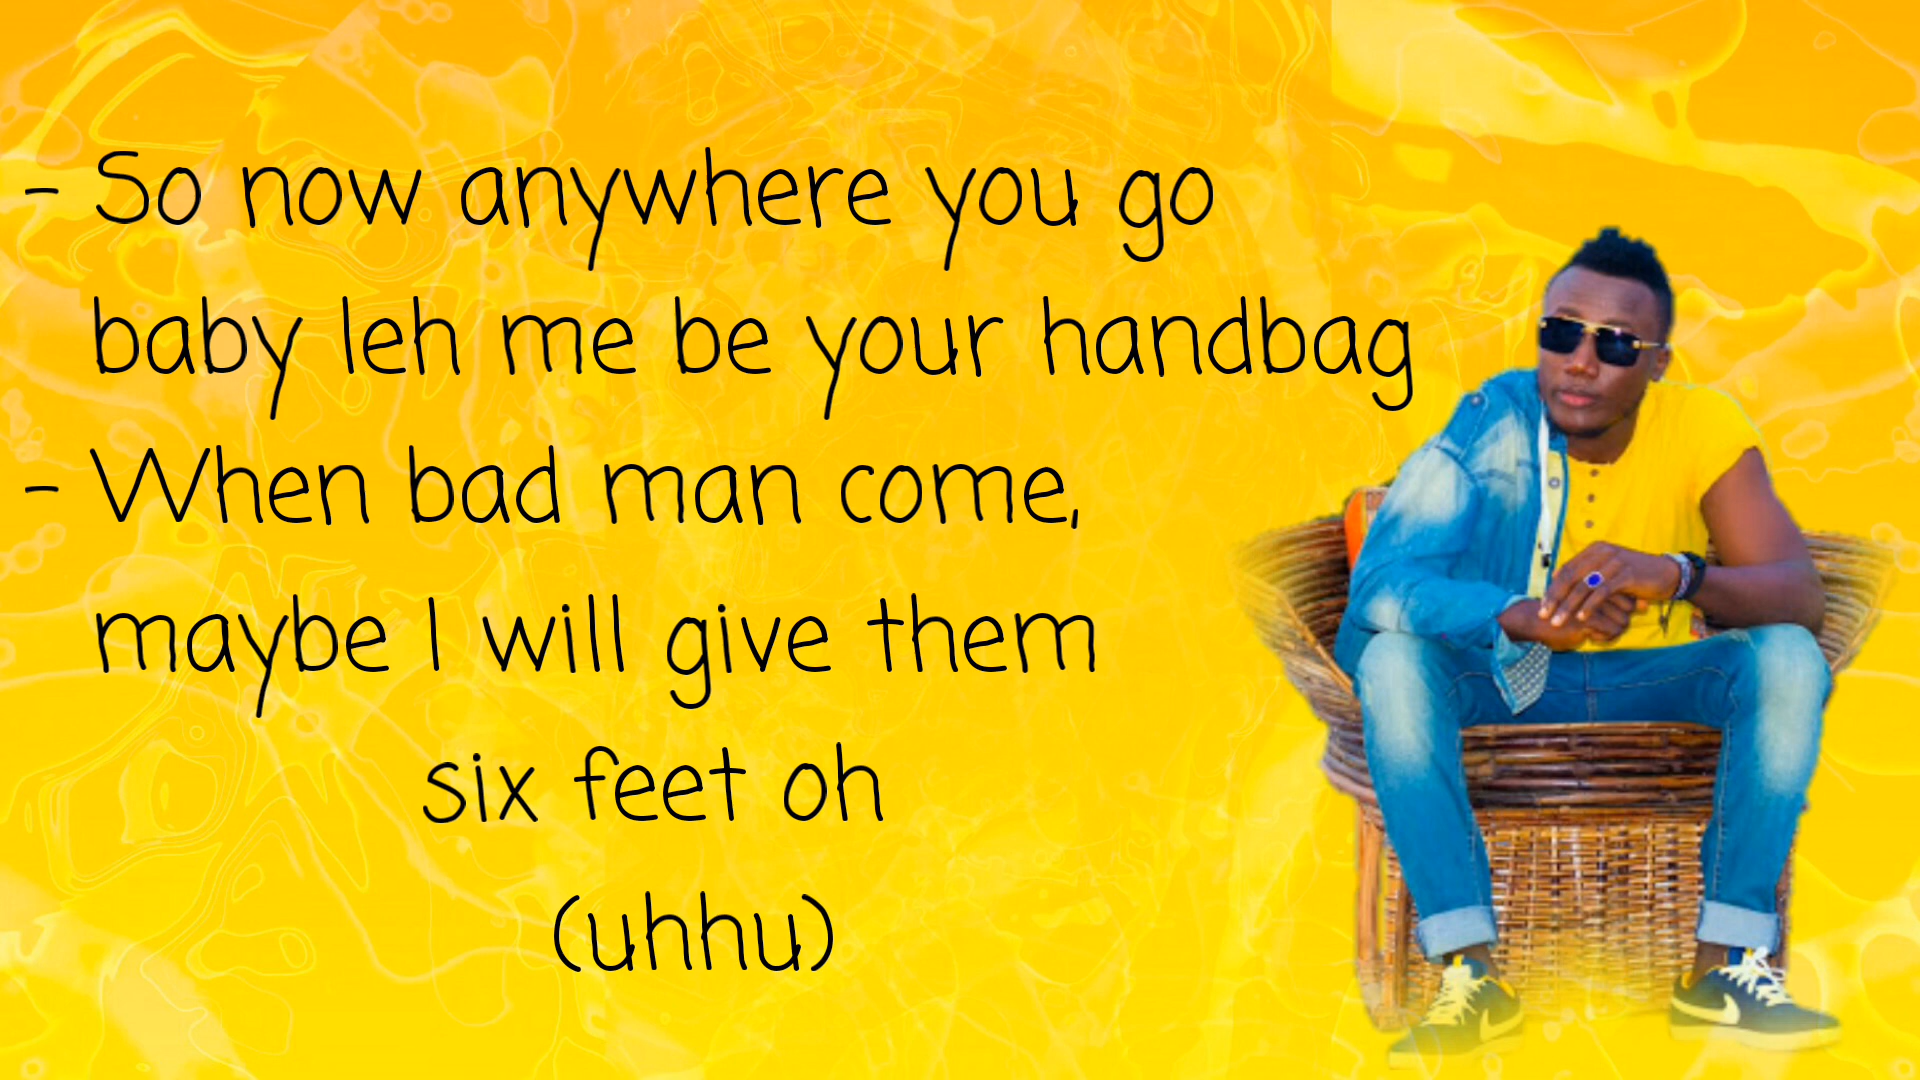 - So now anywhere you go
baby leh me be your handbag
- When bad man come,
maybe I will give them
six feet oh
(uhhu)